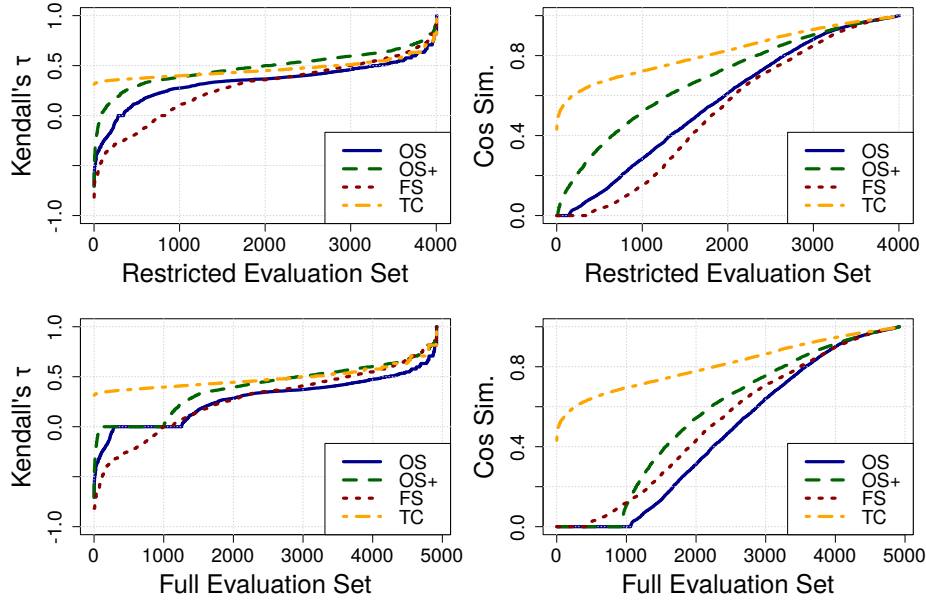 Kendall's τ
1.0
0.5
0.0
-1.0
OS
OS+
FS
TC
0 1000 2000 3000 4000
Restricted Evaluation Set
Cos Sim.
0.8
0.4
0.0
OS
OS+
FS
TC
0 1000 2000 3000 4000
Restricted Evaluation Set
Kendall's τ
1.0
0.5
0.0
-1.0
OS
OS+
FS
TC
0 1000 2000 3000 4000 5000
Full Evaluation Set
Cos Sim.
0.8
0.4
0.0
OS
OS+
FS
TC
0 1000 2000 3000 4000 5000
Full Evaluation Set